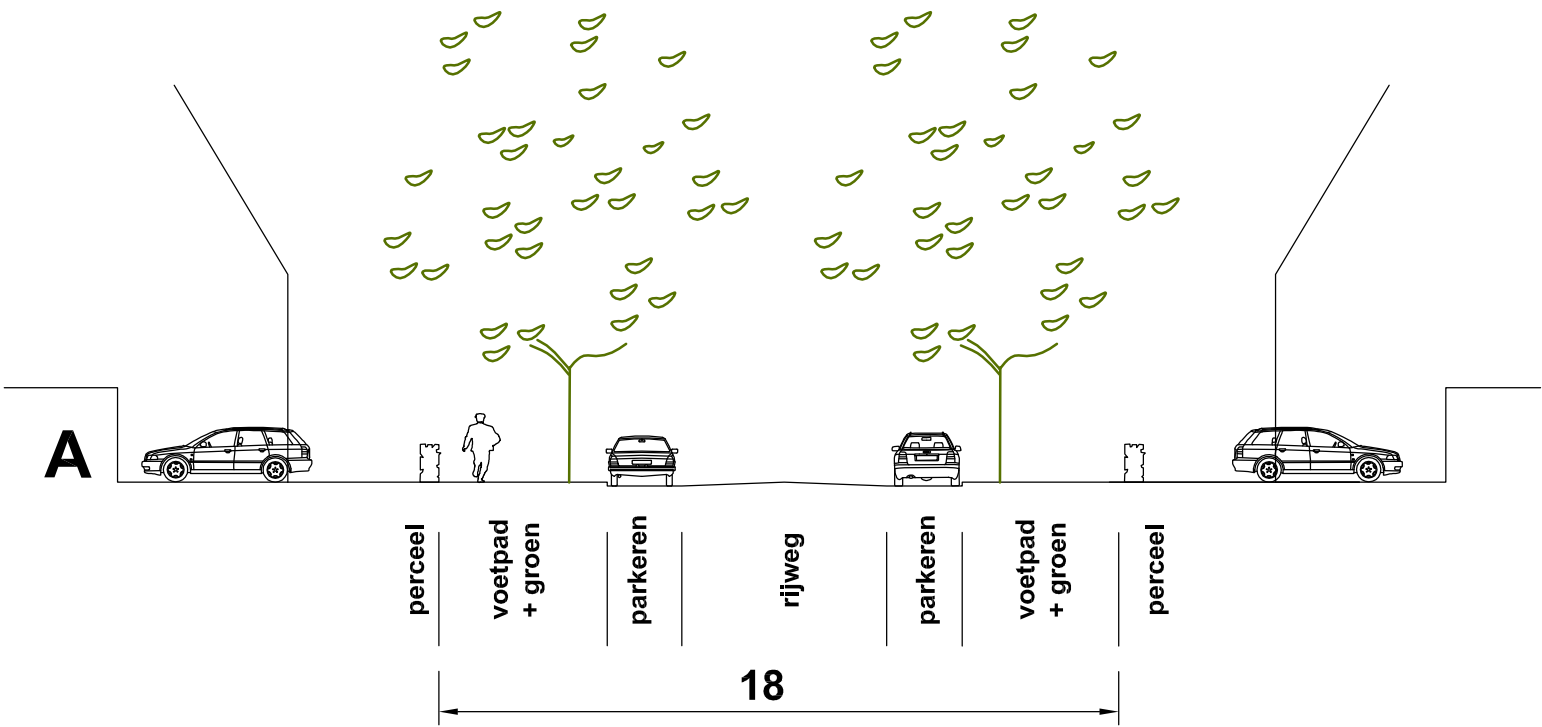 A
perceel
voetpad
+ groen
parkeren
rijweg
parkeren
voetpad
+ groen
perceel
18